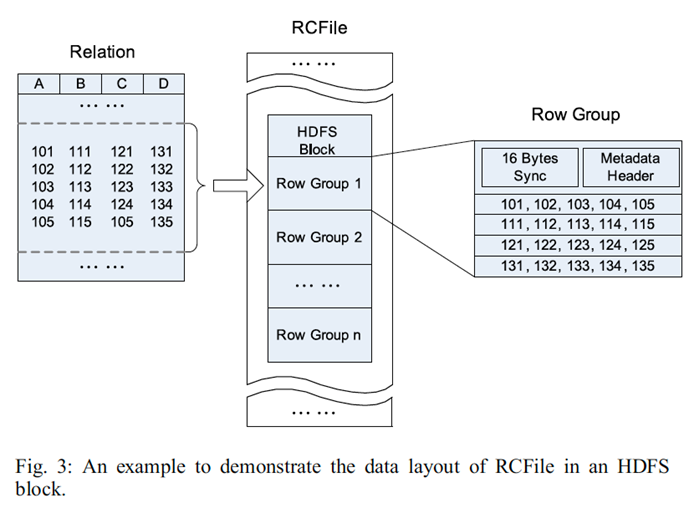 RCFile
Relation
A B C D
... ...
101 111 121 131
102 112 122 132
103 113 123 133
104 114 124 134
105 115 105 135
... ...
... ...
HDFS
Block
Row Group 1
Row Group 2
... ...
Row Group n
... ...
Row Group
16 Bytes
Sync
Metadata
Header
101, 102, 103, 104, 105
111, 112, 113, 114, 115
121, 122, 123, 124, 125
131, 132, 133, 134, 135
Fig. 3: An example to demonstrate the data layout of RCFile in an HDFS
block.